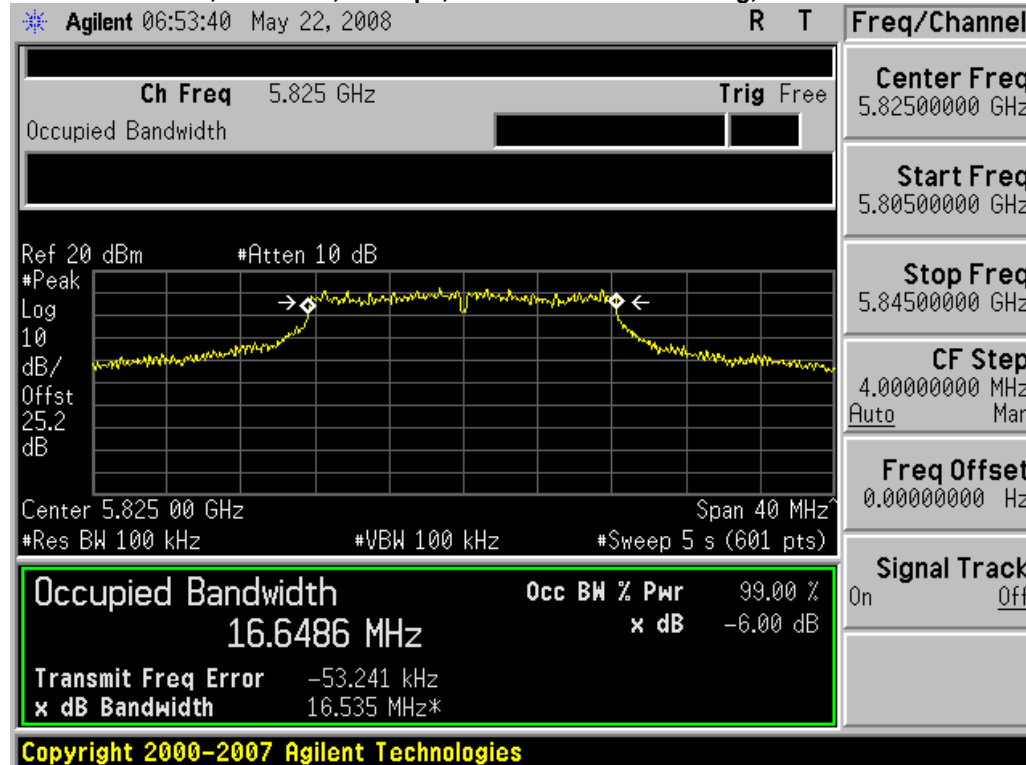 Agilent 06:53:40 May 22, 2008 R T
Freq/Channel
Ch Freq 5.825 GHz Trig Free
Occupied Bandwidth
Center Freq
5.82500000 GHz
Start Freq
5.80500000 GHz
Stop Freq
5.84500000 GHz
CF Step
4.00000000 MHz
Auto Man
Freq Offset
0.00000000 Hz
Signal Track
On Off
Ref 20 dBm #Atten 10 dB
#Peak
Log
10
dB/
Offst
25.2
dB
Center 5.825 00 GHz Span 40 MHz^
#Res BW 100 kHz #VBW 100 kHz #Sweep 5 s (601 pts)
Occupied Bandwidth Occ BW % Pwr 99.00 %
16.6486 MHz x dB -6.00 dB
Transmit Freq Error -53.241 kHz
x dB Bandwidth 16.535 MHz*
Copyright 2000-2007 Agilent Technologies